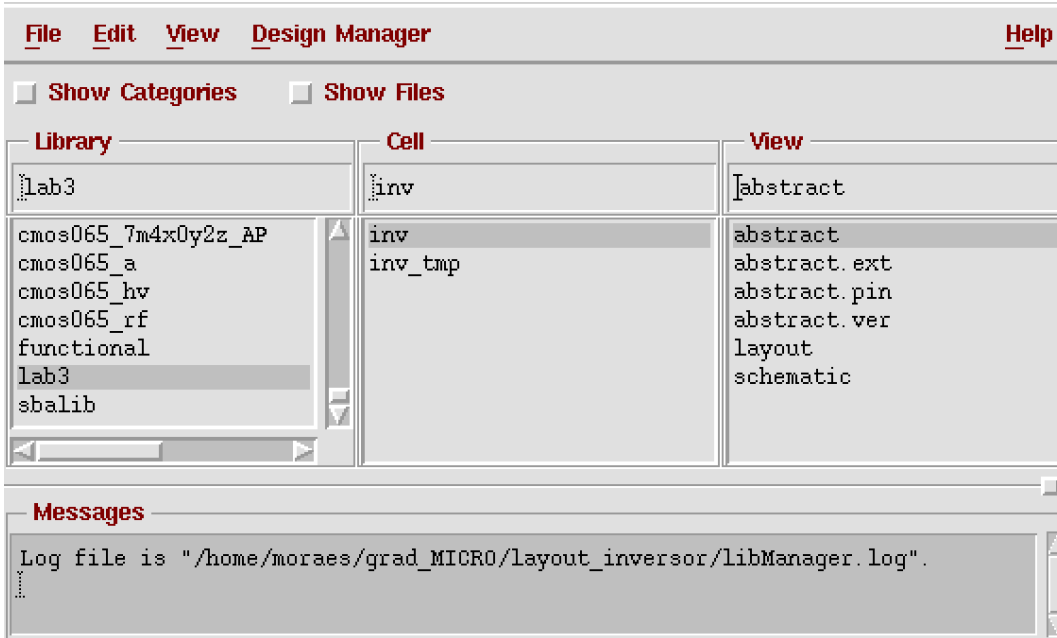 File Edit View Design Manager Help
Show Categories Show Files
Library Cell View
lab3 inv abstract
cmos065_7m4x0y2z_AP inv abstract
cmos065_a inv_tmp abstract.ext
cmos065_hv abstract.pin
cmos065_rf abstract.ver
functional layout
lab3 schematic
sbalib
Messages
Log file is "/home/moraes/grad_MICRO/layout_inversor/libManager.log".